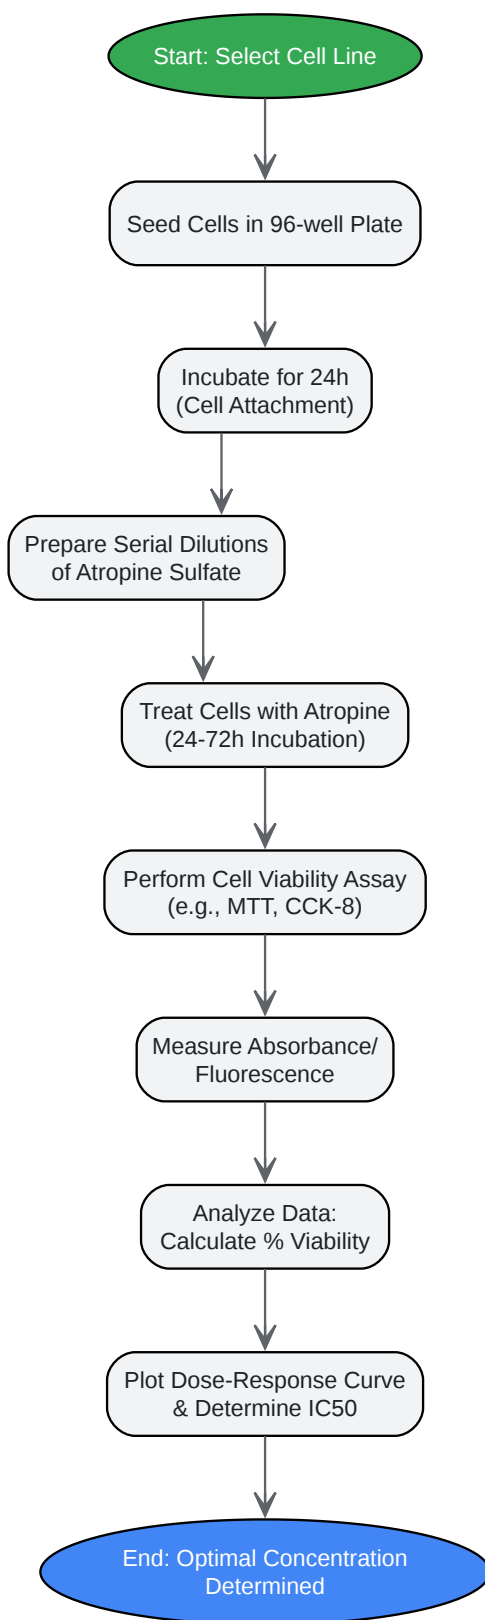 Start: Select Cell Line
Seed Cells in 96-well Plate
Incubate for 24h
(Cell Attachment)
Prepare Serial Dilutions
of Atropine Sulfate
Treat Cells with Atropine
(24-72h Incubation)
Perform Cell Viability Assay
(e.g., MTT, CCK-8)
Measure Absorbance/
Fluorescence
Analyze Data:
Calculate % Viability
Plot Dose-Response Curve
& Determine IC50
End: Optimal Concentration
Determined